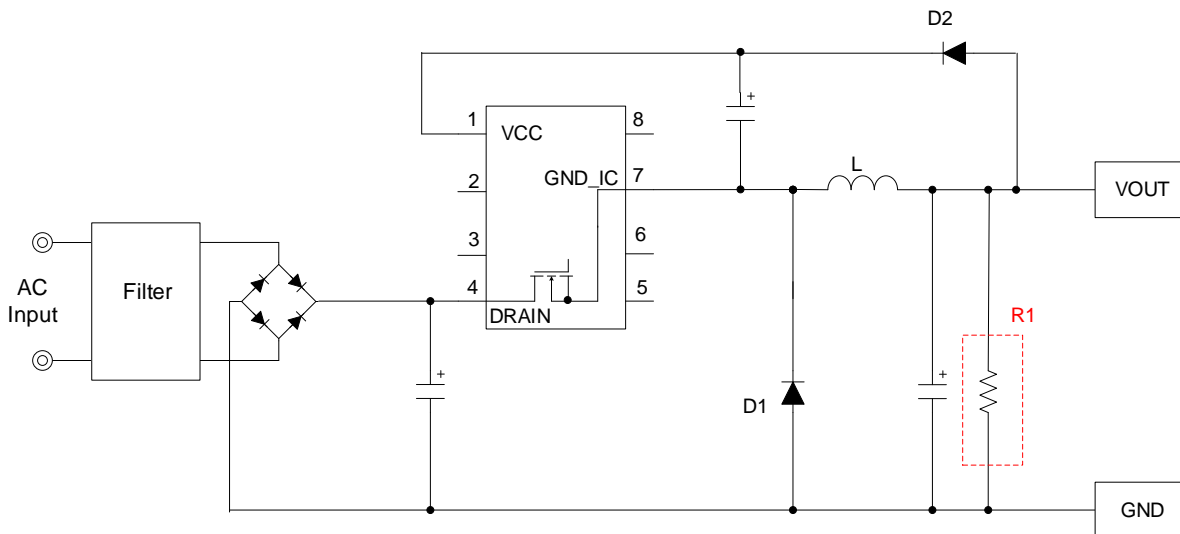 D2
1
VCC
8
2
GND_IC
7
L
VOUT
3
6
AC
Input
Filter
4
DRAIN
5
R1
D1
GND
+
+
+